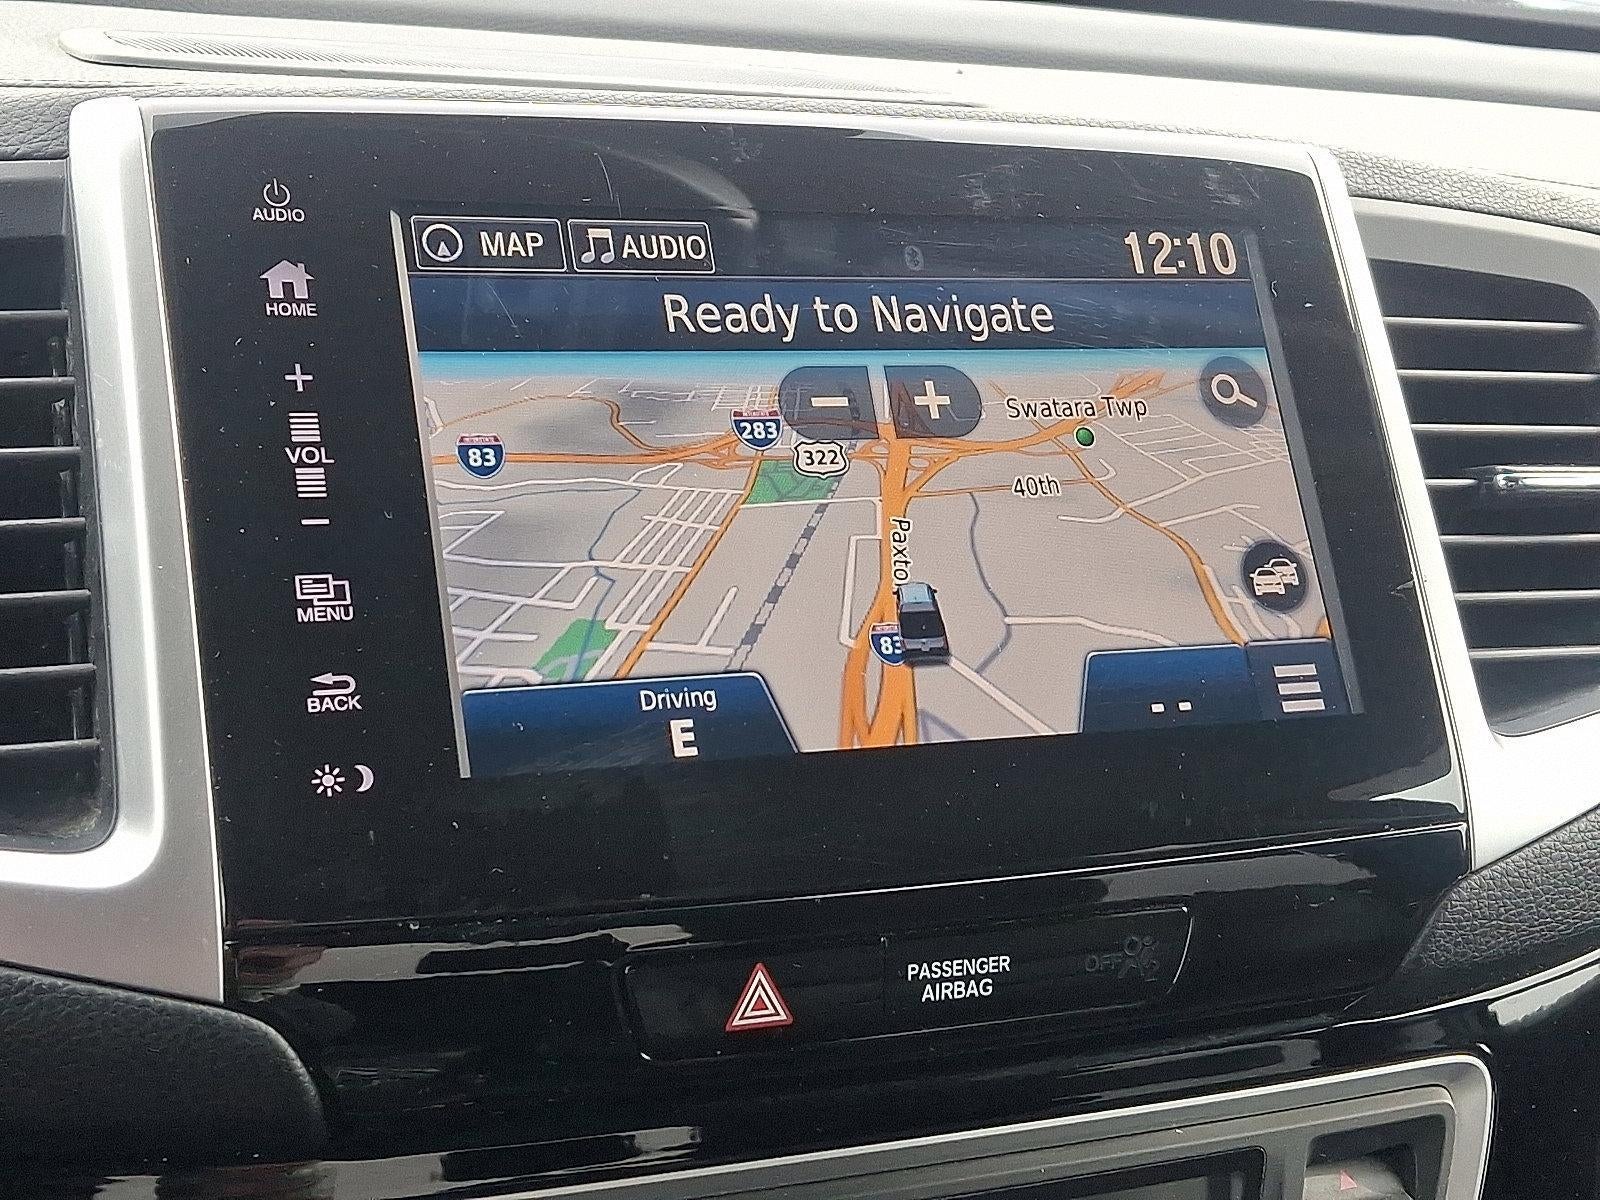 AUDIO
HOME
+
VOL
-
MENU
BACK
MAP
AUDIO
12:10
Ready to Navigate
-
+
Swatara Twp
283
83
322
40th
Paxto
83
Driving
E
--
PASSENGER
AIRBAG
OFF